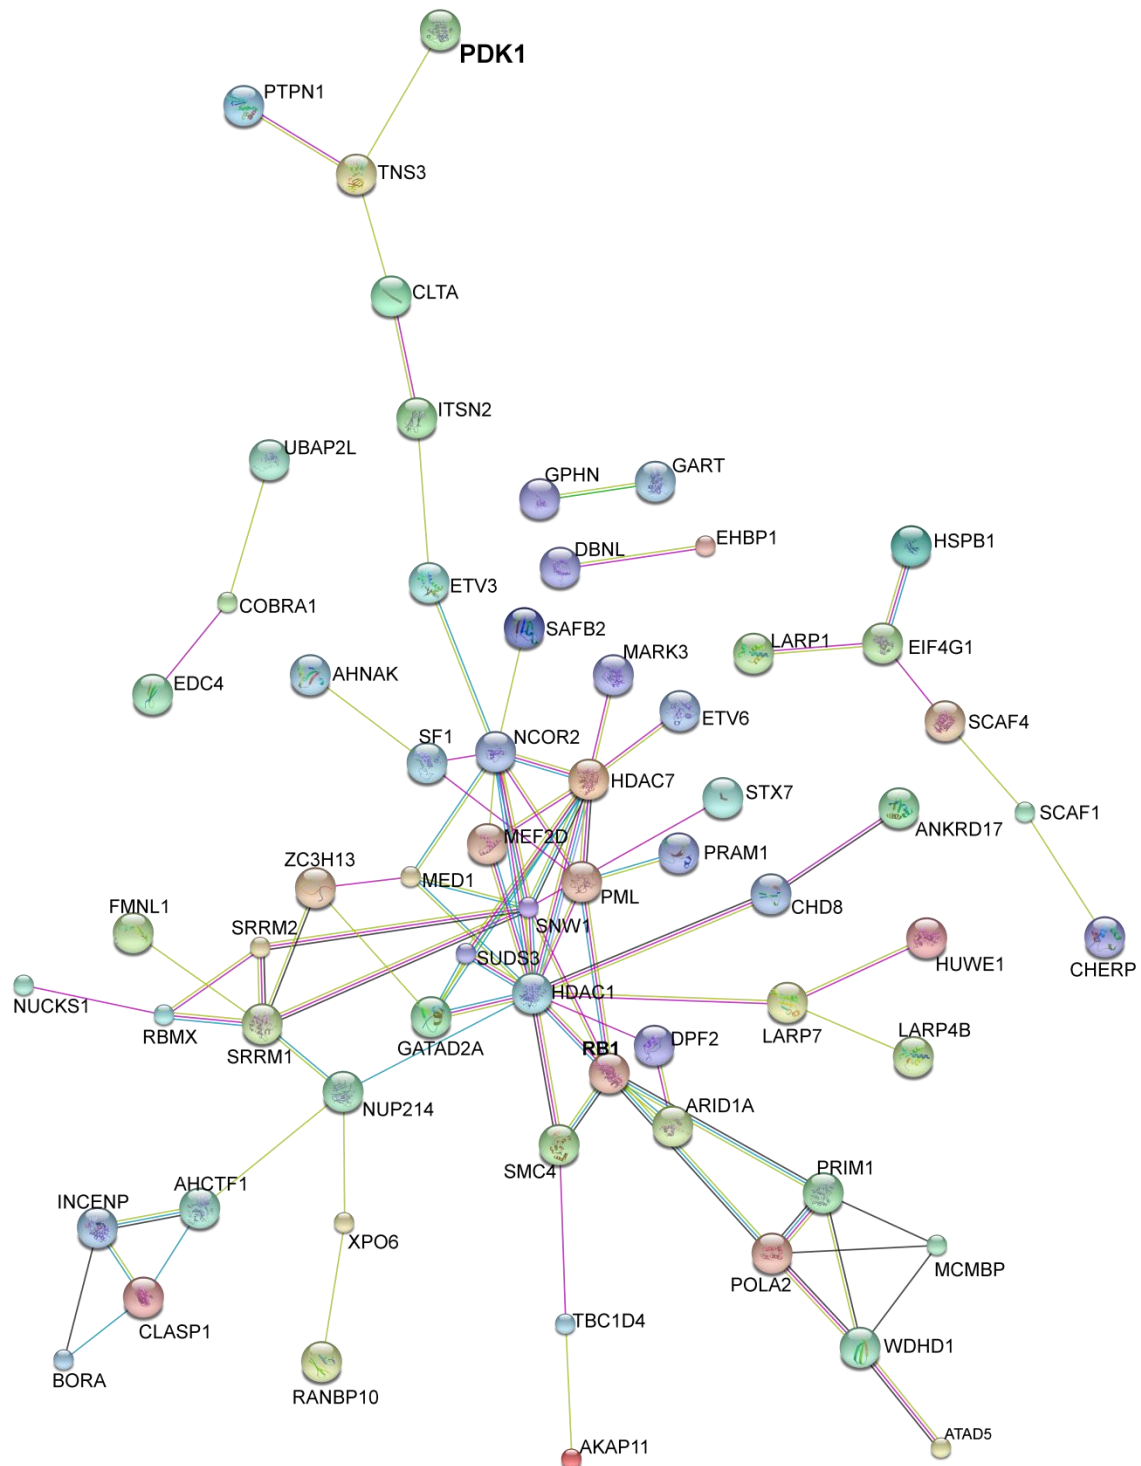 PDK1
PTPN1
TNS3
CLTA
ITSN2
UBAP2L
GPHN
GART
EHBP1
DBNL
HSPB1
ETV3
COBRA1
SAFB2
LARP1
EIF4G1
MARK3
AHNAK
EDC4
ETV6
SCAF4
SF1
NCOR2
HDAC7
STX7
SCAF1
ANKRD17
MEF2D
PRAM1
ZC3H13
MED1
PML
CHD8
FMNL1
SRRM2
SNW1
SUDS3
HUWE1
CHERP
HDAC1
NUCKS1
RBMX
SRRM1
GATAD2A
RB1
DPF2
LARP7
LARP4B
NUP214
ARID1A
SMC4
PRIM1
INCENP
AHCTF1
XPO6
MCMBP
POLA2
CLASP1
TBC1D4
WDHD1
BORA
RANBP10
AKAP11
ATAD5